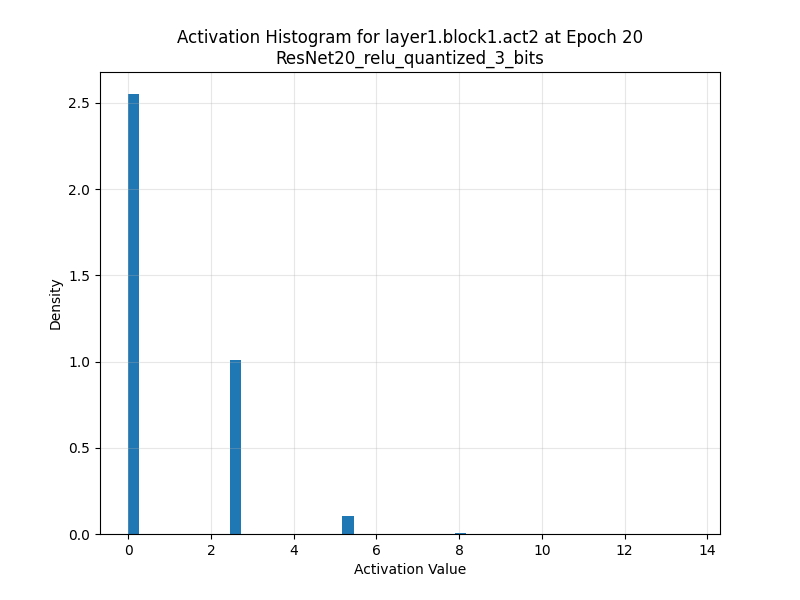 Activation Histogram for layer1.block1.act2 at Epoch 20
ResNet20_relu_quantized_3_bits
2.5
2.0
1.5
1.0
0.5
0.0
Density
0 2 4 6 8 10 12 14
Activation Value